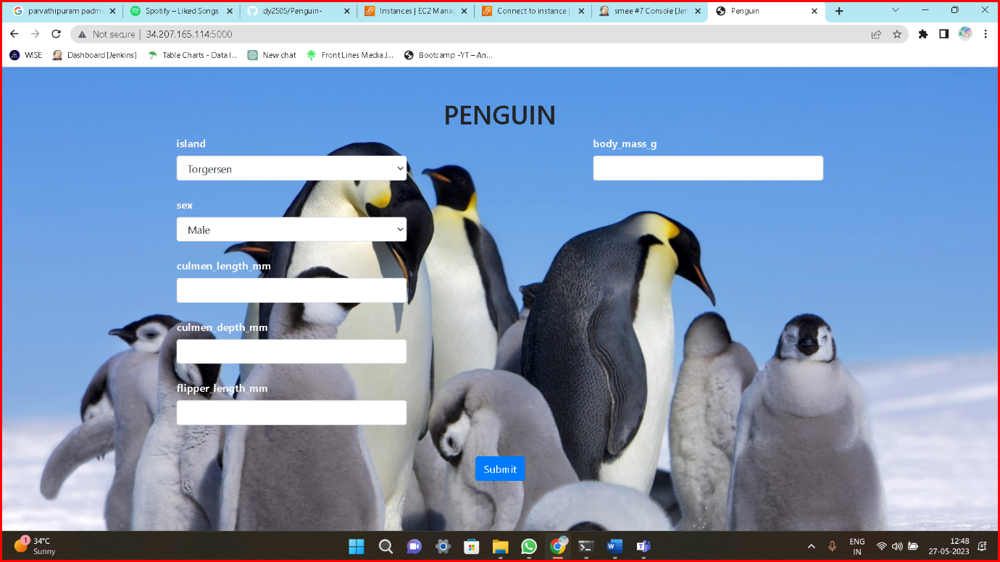 parvathipuram padma
Spotify – Liked Songs
dy2505/Penguin-
Instances | EC2 Manag
Connect to instance |
smee #7 Console [Jen
Penguin
Not secure | 34.207.165.114:5000
WISE
Dashboard [Jenkins]
Table Charts - Data I...
New chat
Front Lines Media J...
Bootcamp -YT – An...
PENGUIN
island
body_mass_g
Torgersen
sex
Male
culmen_length_mm
culmen_depth_mm
flipper_length_mm
Submit
1
34°C
Sunny
ENG
IN
12:48
27-05-2023